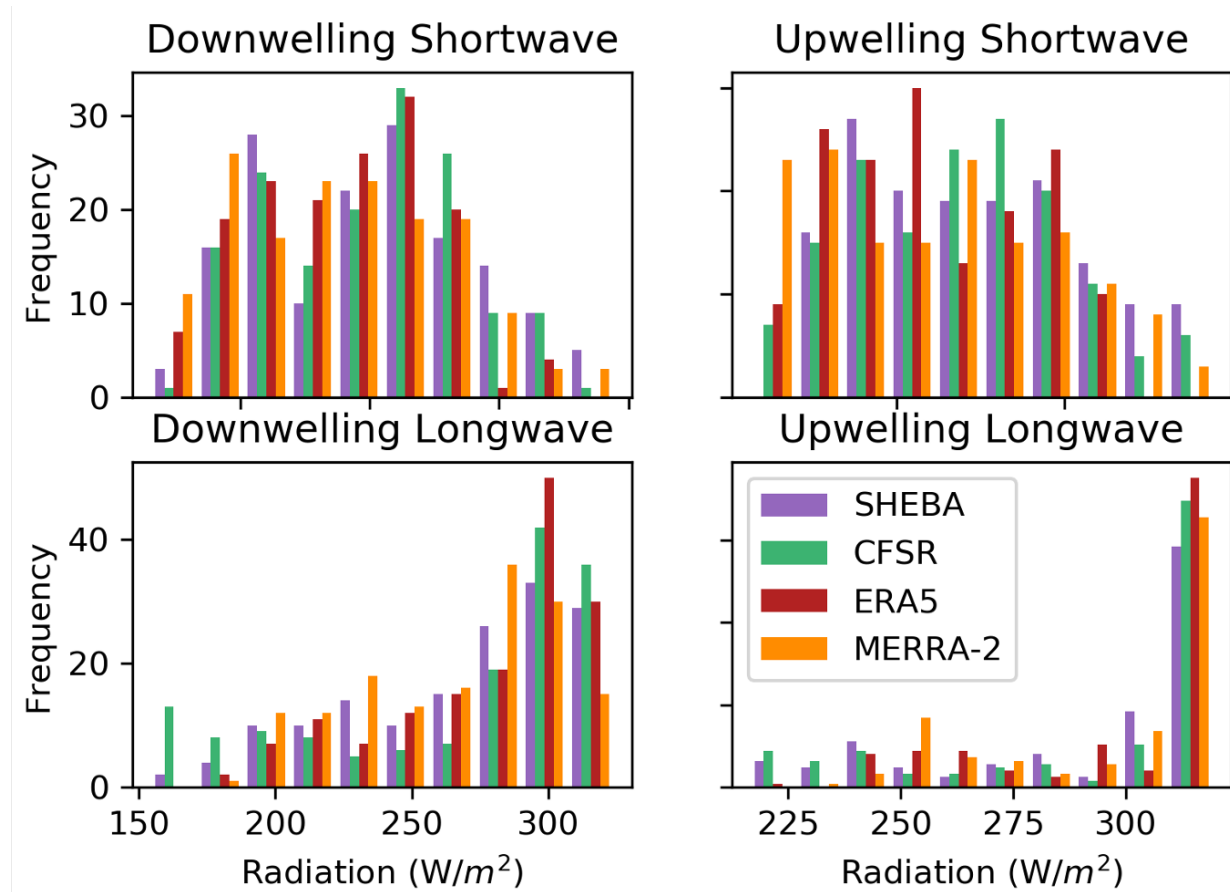 Downwelling Shortwave
Upwelling Shortwave
Frequency
30
20
10
0
Downwelling Longwave
Upwelling Longwave
Frequency
40
20
0
SHEBA
CFSR
ERA5
MERRA-2
150 200 250 300
225 250 275 300
Radiation (W/m²)
Radiation (W/m²)